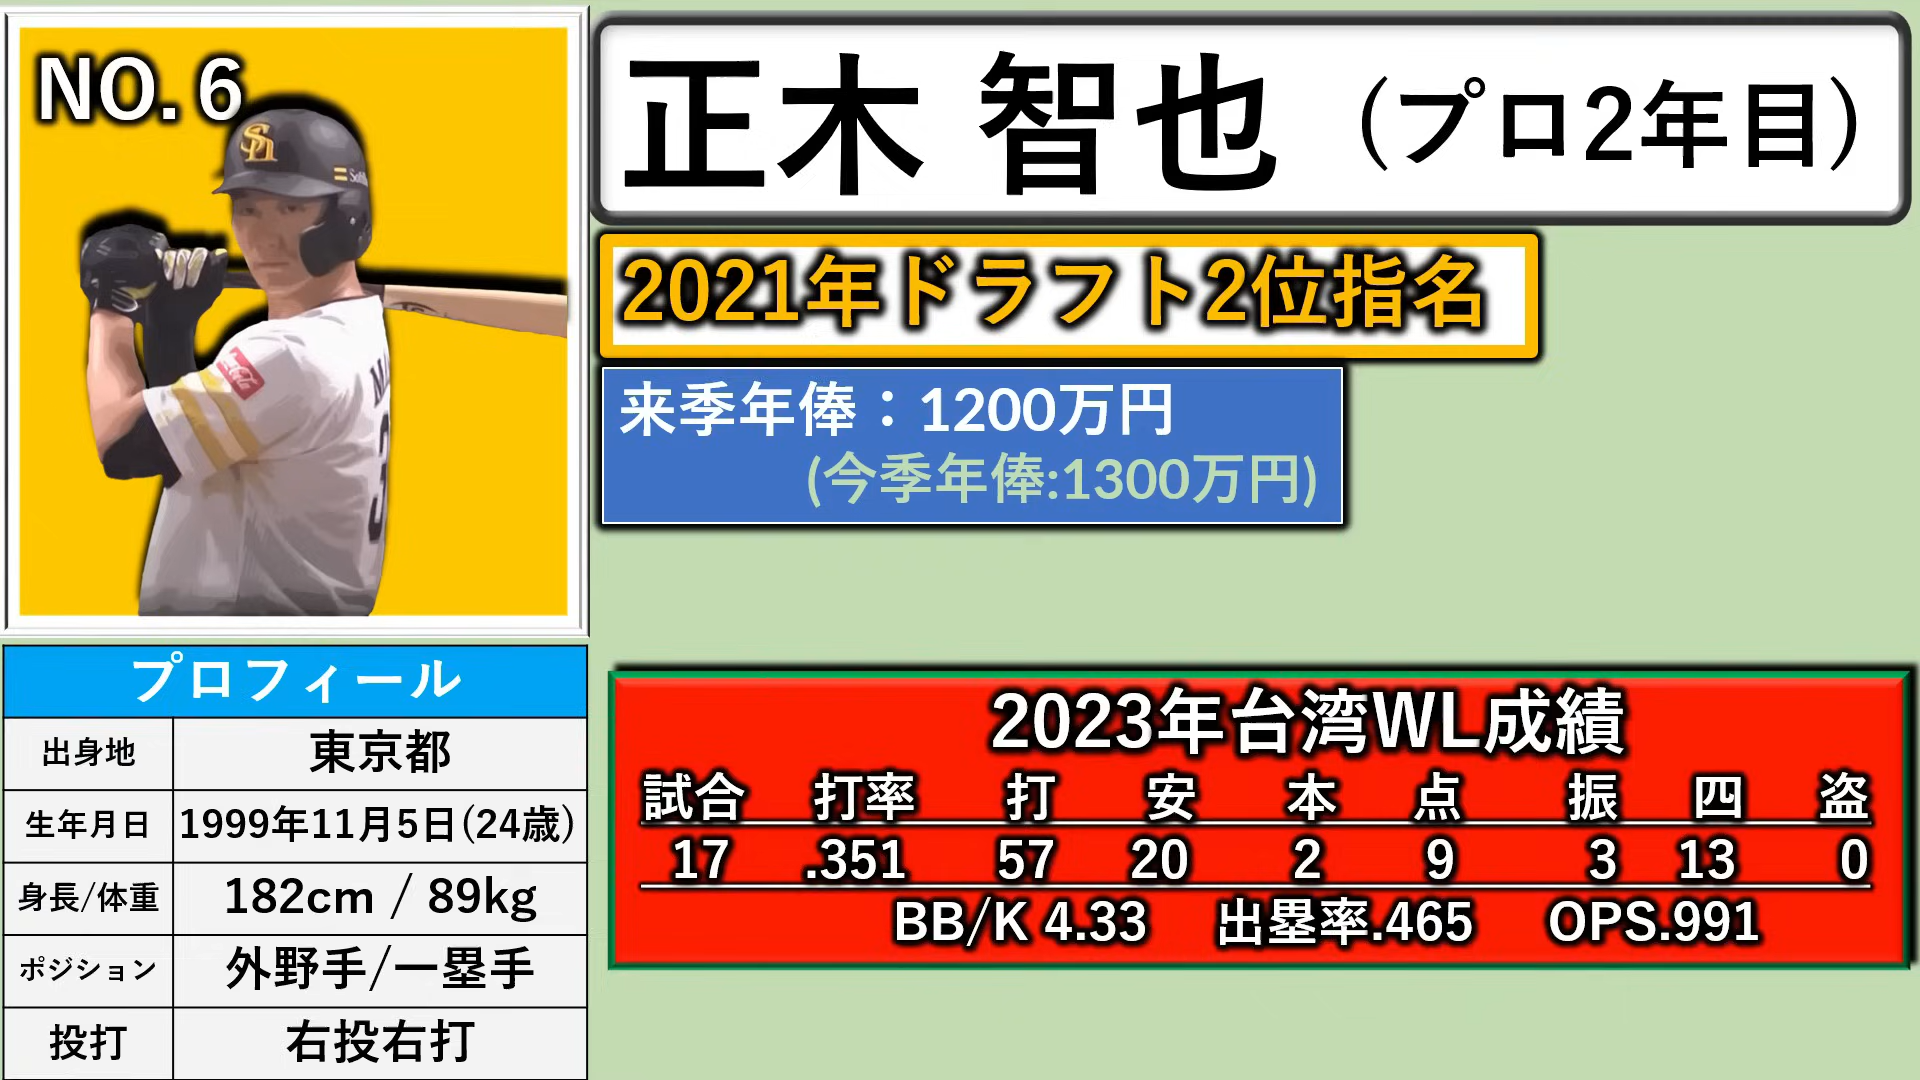 NO. 6
正木 智也 (プロ2年目)
2021年ドラフト2位指名
来季年俸：1200万円
(今季年俸:1300万円)
プロフィール
出身地 東京都
生年月日 1999年11月5日(24歳)
身長/体重 182cm / 89kg
ポジション 外野手/一塁手
投打 右投右打
2023年台湾WL成績
試合 打率 打 安 本 点 振 四 盗
17 .351 57 20 2 9 3 13 0
BB/K 4.33 出塁率.465 OPS.991